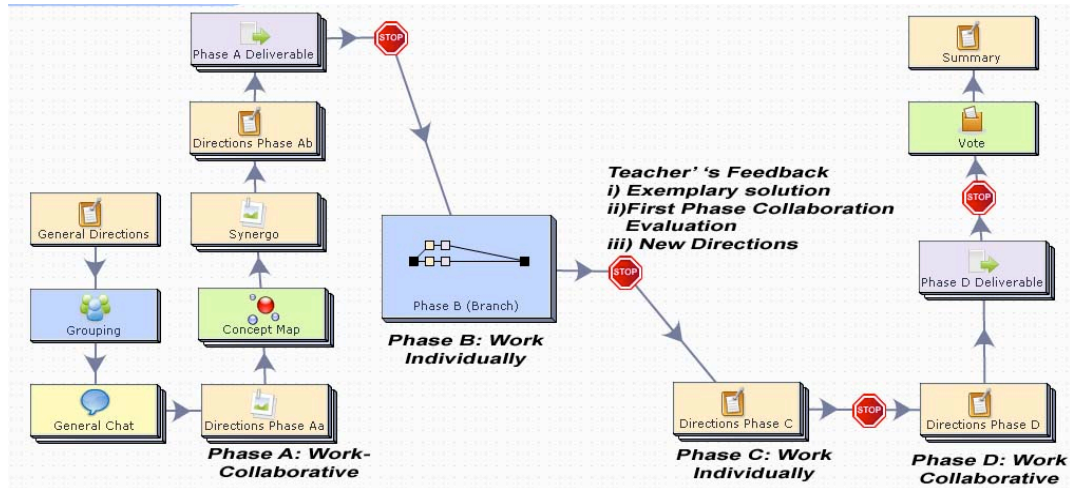 General Directions
Grouping
General Chat
Directions Phase Aa
Phase A: Work-
Collaborative
Concept Map
Synergo
Directions Phase Ab
Phase A Deliverable
STOP
Phase B (Branch)
Phase B: Work
Individually
Teacher’ ‘s Feedback
i) Exemplary solution
ii)First Phase Collaboration
Evaluation
iii) New Directions
STOP
Directions Phase C
Phase C: Work
Individually
STOP
Directions Phase D
Phase D: Work
Collaborative
Phase D Deliverable
STOP
Vote
Summary